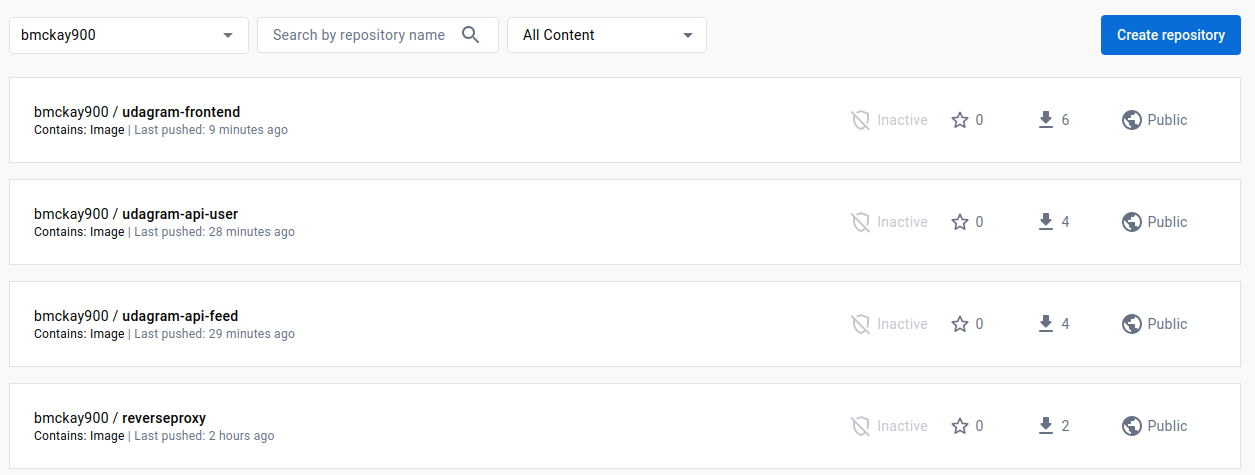 bmckay900 Search by repository name All Content Create repository
bmckay900 / udagram-frontend
Contains: Image | Last pushed: 9 minutes ago
Inactive 0 6 Public
bmckay900 / udagram-api-user
Contains: Image | Last pushed: 28 minutes ago
Inactive 0 4 Public
bmckay900 / udagram-api-feed
Contains: Image | Last pushed: 29 minutes ago
Inactive 0 4 Public
bmckay900 / reverseproxy
Contains: Image | Last pushed: 2 hours ago
Inactive 0 2 Public